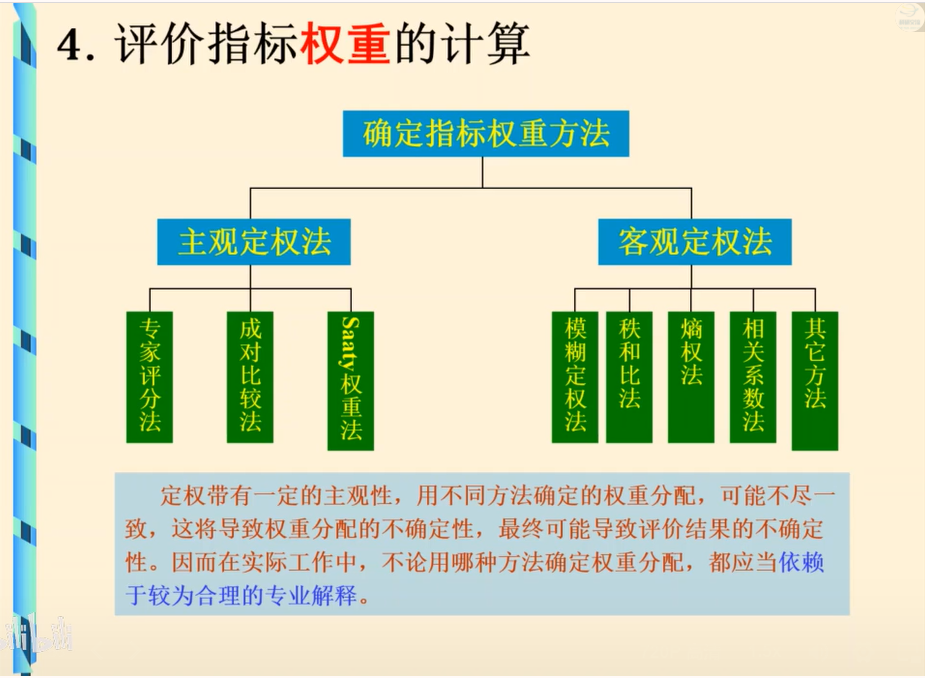 4. 评价指标权重的计算
确定指标权重方法
主观定权法
客观定权法
专家评分法
成对比较法
Saaty权重法
模糊定权法
秩和比法
熵权法
相关系数法
其它方法
定权带有一定的主观性，用不同方法确定的权重分配，可能不尽一
致，这将导致权重分配的不确定性，最终可能导致评价结果的不确定
性。因而在实际工作中，不论用哪种方法确定权重分配，都应当依赖
于较为合理的专业解释。